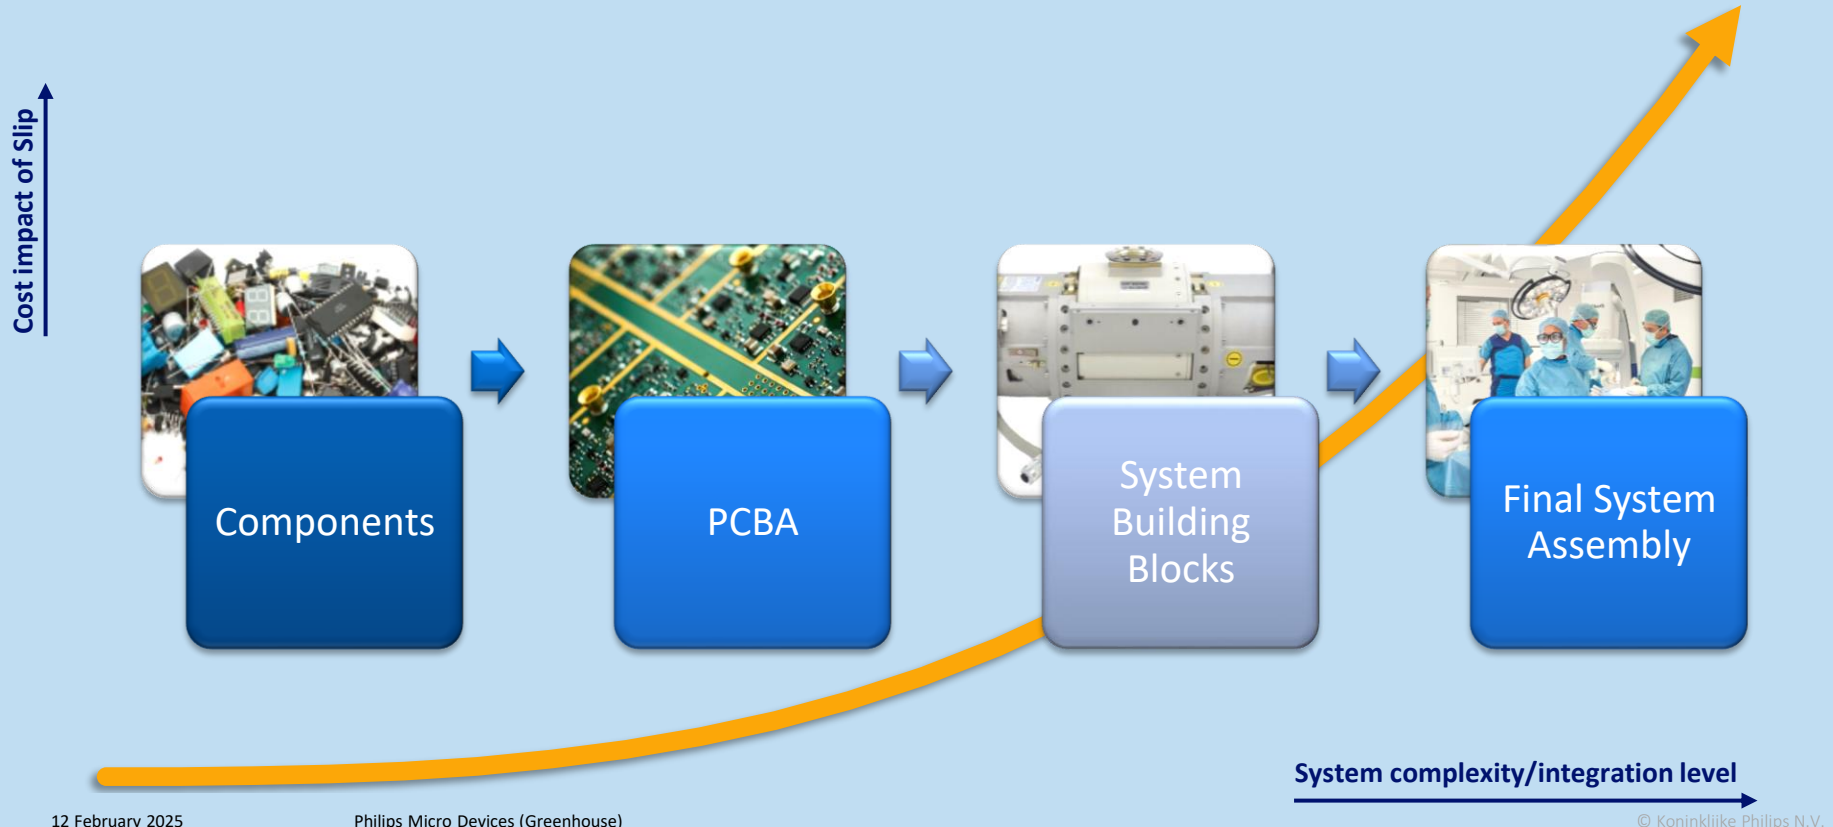 Cost impact of Slip
Components
PCBA
System
Building
Blocks
Final System
Assembly
System complexity/integration level
12 February 2025
Philips Micro Devices (Greenhouse)
© Koninklijke Philips N.V.